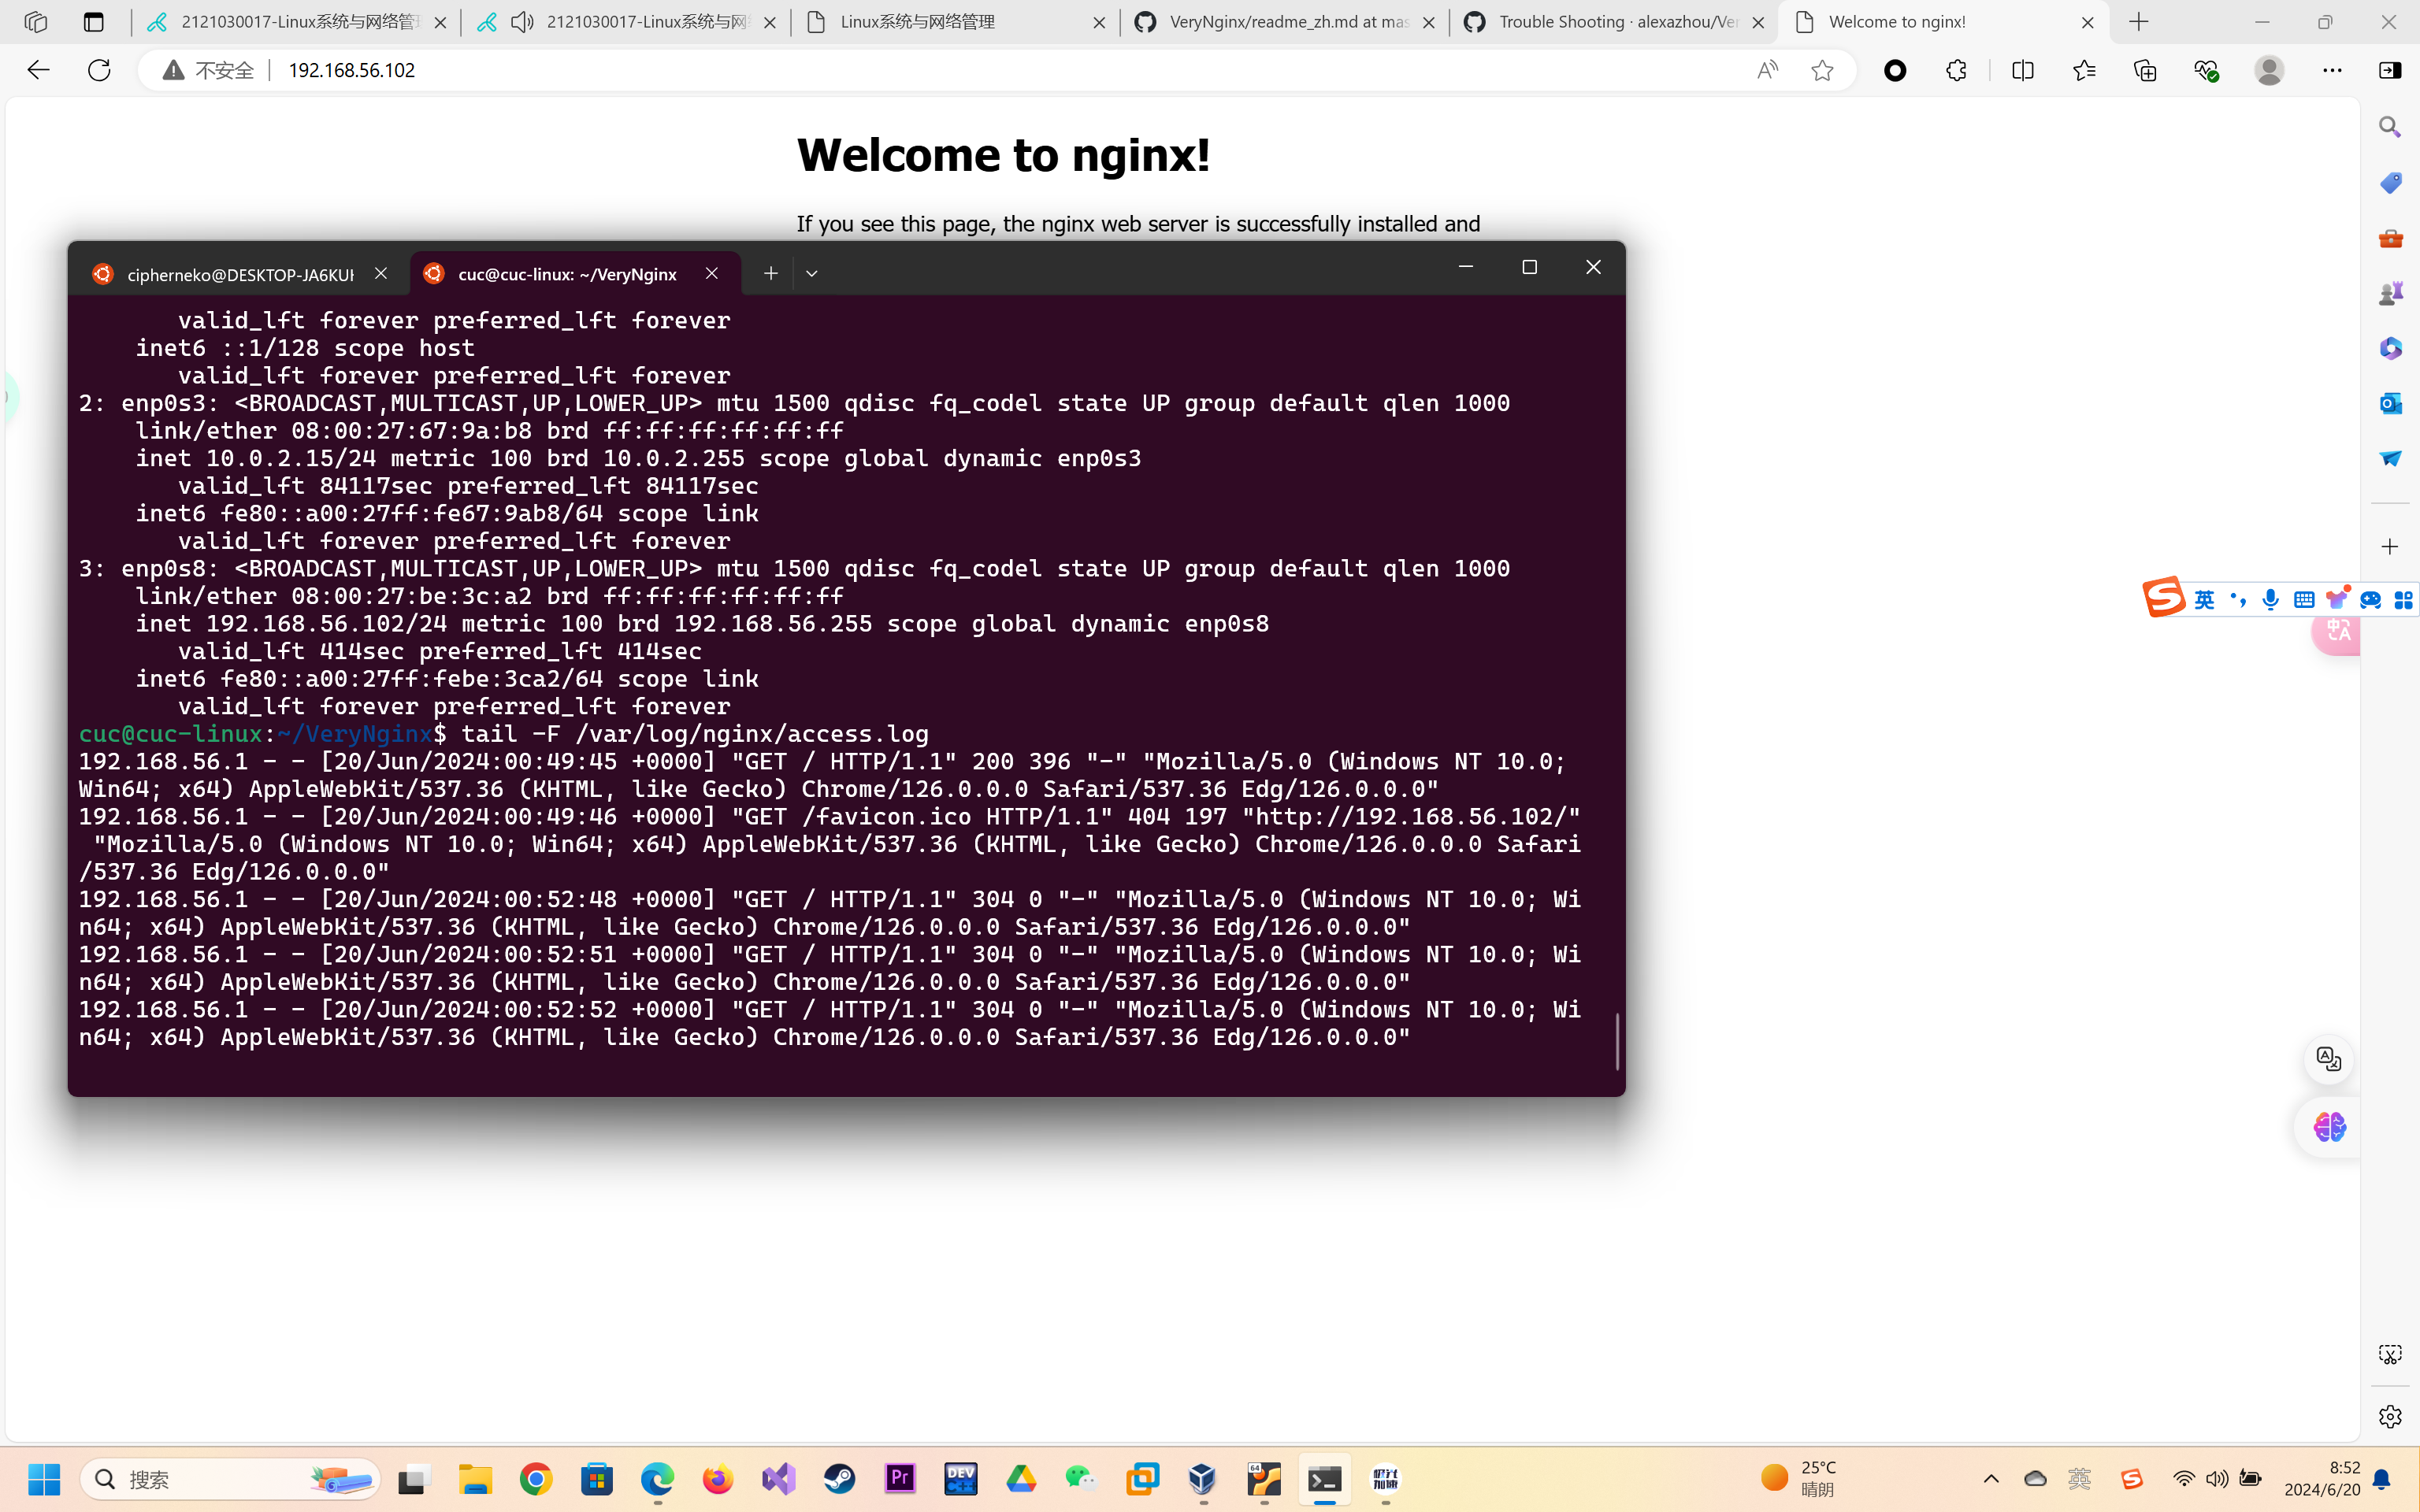 2121030017-Linux系统与网络管理
2121030017-Linux系统与网
Linux系统与网络管理
VeryNginx/readme_zh.md at mas
Trouble Shooting · alexazhou/Ver
Welcome to nginx!
不安全
192.168.56.102
Welcome to nginx!
If you see this page, the nginx web server is successfully installed and
cipherneko@DESKTOP-JA6KUH
cuc@cuc-linux: ~/VeryNginx
valid_lft forever preferred_lft forever
inet6 ::1/128 scope host
valid_lft forever preferred_lft forever
2: enp0s3: <BROADCAST,MULTICAST,UP,LOWER_UP> mtu 1500 qdisc fq_codel state UP group default qlen 1000
link/ether 08:00:27:67:9a:b8 brd ff:ff:ff:ff:ff:ff
inet 10.0.2.15/24 metric 100 brd 10.0.2.255 scope global dynamic enp0s3
valid_lft 84117sec preferred_lft 84117sec
inet6 fe80::a00:27ff:fe67:9ab8/64 scope link
valid_lft forever preferred_lft forever
3: enp0s8: <BROADCAST,MULTICAST,UP,LOWER_UP> mtu 1500 qdisc fq_codel state UP group default qlen 1000
link/ether 08:00:27:be:3c:a2 brd ff:ff:ff:ff:ff:ff
inet 192.168.56.102/24 metric 100 brd 192.168.56.255 scope global dynamic enp0s8
valid_lft 414sec preferred_lft 414sec
inet6 fe80::a00:27ff:febe:3ca2/64 scope link
valid_lft forever preferred_lft forever
cuc@cuc-linux:~/VeryNginx$ tail -F /var/log/nginx/access.log
192.168.56.1 - - [20/Jun/2024:00:49:45 +0000] "GET / HTTP/1.1" 200 396 "-" "Mozilla/5.0 (Windows NT 10.0;
Win64; x64) AppleWebKit/537.36 (KHTML, like Gecko) Chrome/126.0.0.0 Safari/537.36 Edg/126.0.0.0"
192.168.56.1 - - [20/Jun/2024:00:49:46 +0000] "GET /favicon.ico HTTP/1.1" 404 197 "http://192.168.56.102/"
"Mozilla/5.0 (Windows NT 10.0; Win64; x64) AppleWebKit/537.36 (KHTML, like Gecko) Chrome/126.0.0.0 Safari
/537.36 Edg/126.0.0.0"
192.168.56.1 - - [20/Jun/2024:00:52:48 +0000] "GET / HTTP/1.1" 304 0 "-" "Mozilla/5.0 (Windows NT 10.0; Wi
n64; x64) AppleWebKit/537.36 (KHTML, like Gecko) Chrome/126.0.0.0 Safari/537.36 Edg/126.0.0.0"
192.168.56.1 - - [20/Jun/2024:00:52:51 +0000] "GET / HTTP/1.1" 304 0 "-" "Mozilla/5.0 (Windows NT 10.0; Wi
n64; x64) AppleWebKit/537.36 (KHTML, like Gecko) Chrome/126.0.0.0 Safari/537.36 Edg/126.0.0.0"
192.168.56.1 - - [20/Jun/2024:00:52:52 +0000] "GET / HTTP/1.1" 304 0 "-" "Mozilla/5.0 (Windows NT 10.0; Wi
n64; x64) AppleWebKit/537.36 (KHTML, like Gecko) Chrome/126.0.0.0 Safari/537.36 Edg/126.0.0.0"
英
搜索
Pr
DEV
C++
64
25°C
晴朗
英
8:52
2024/6/20